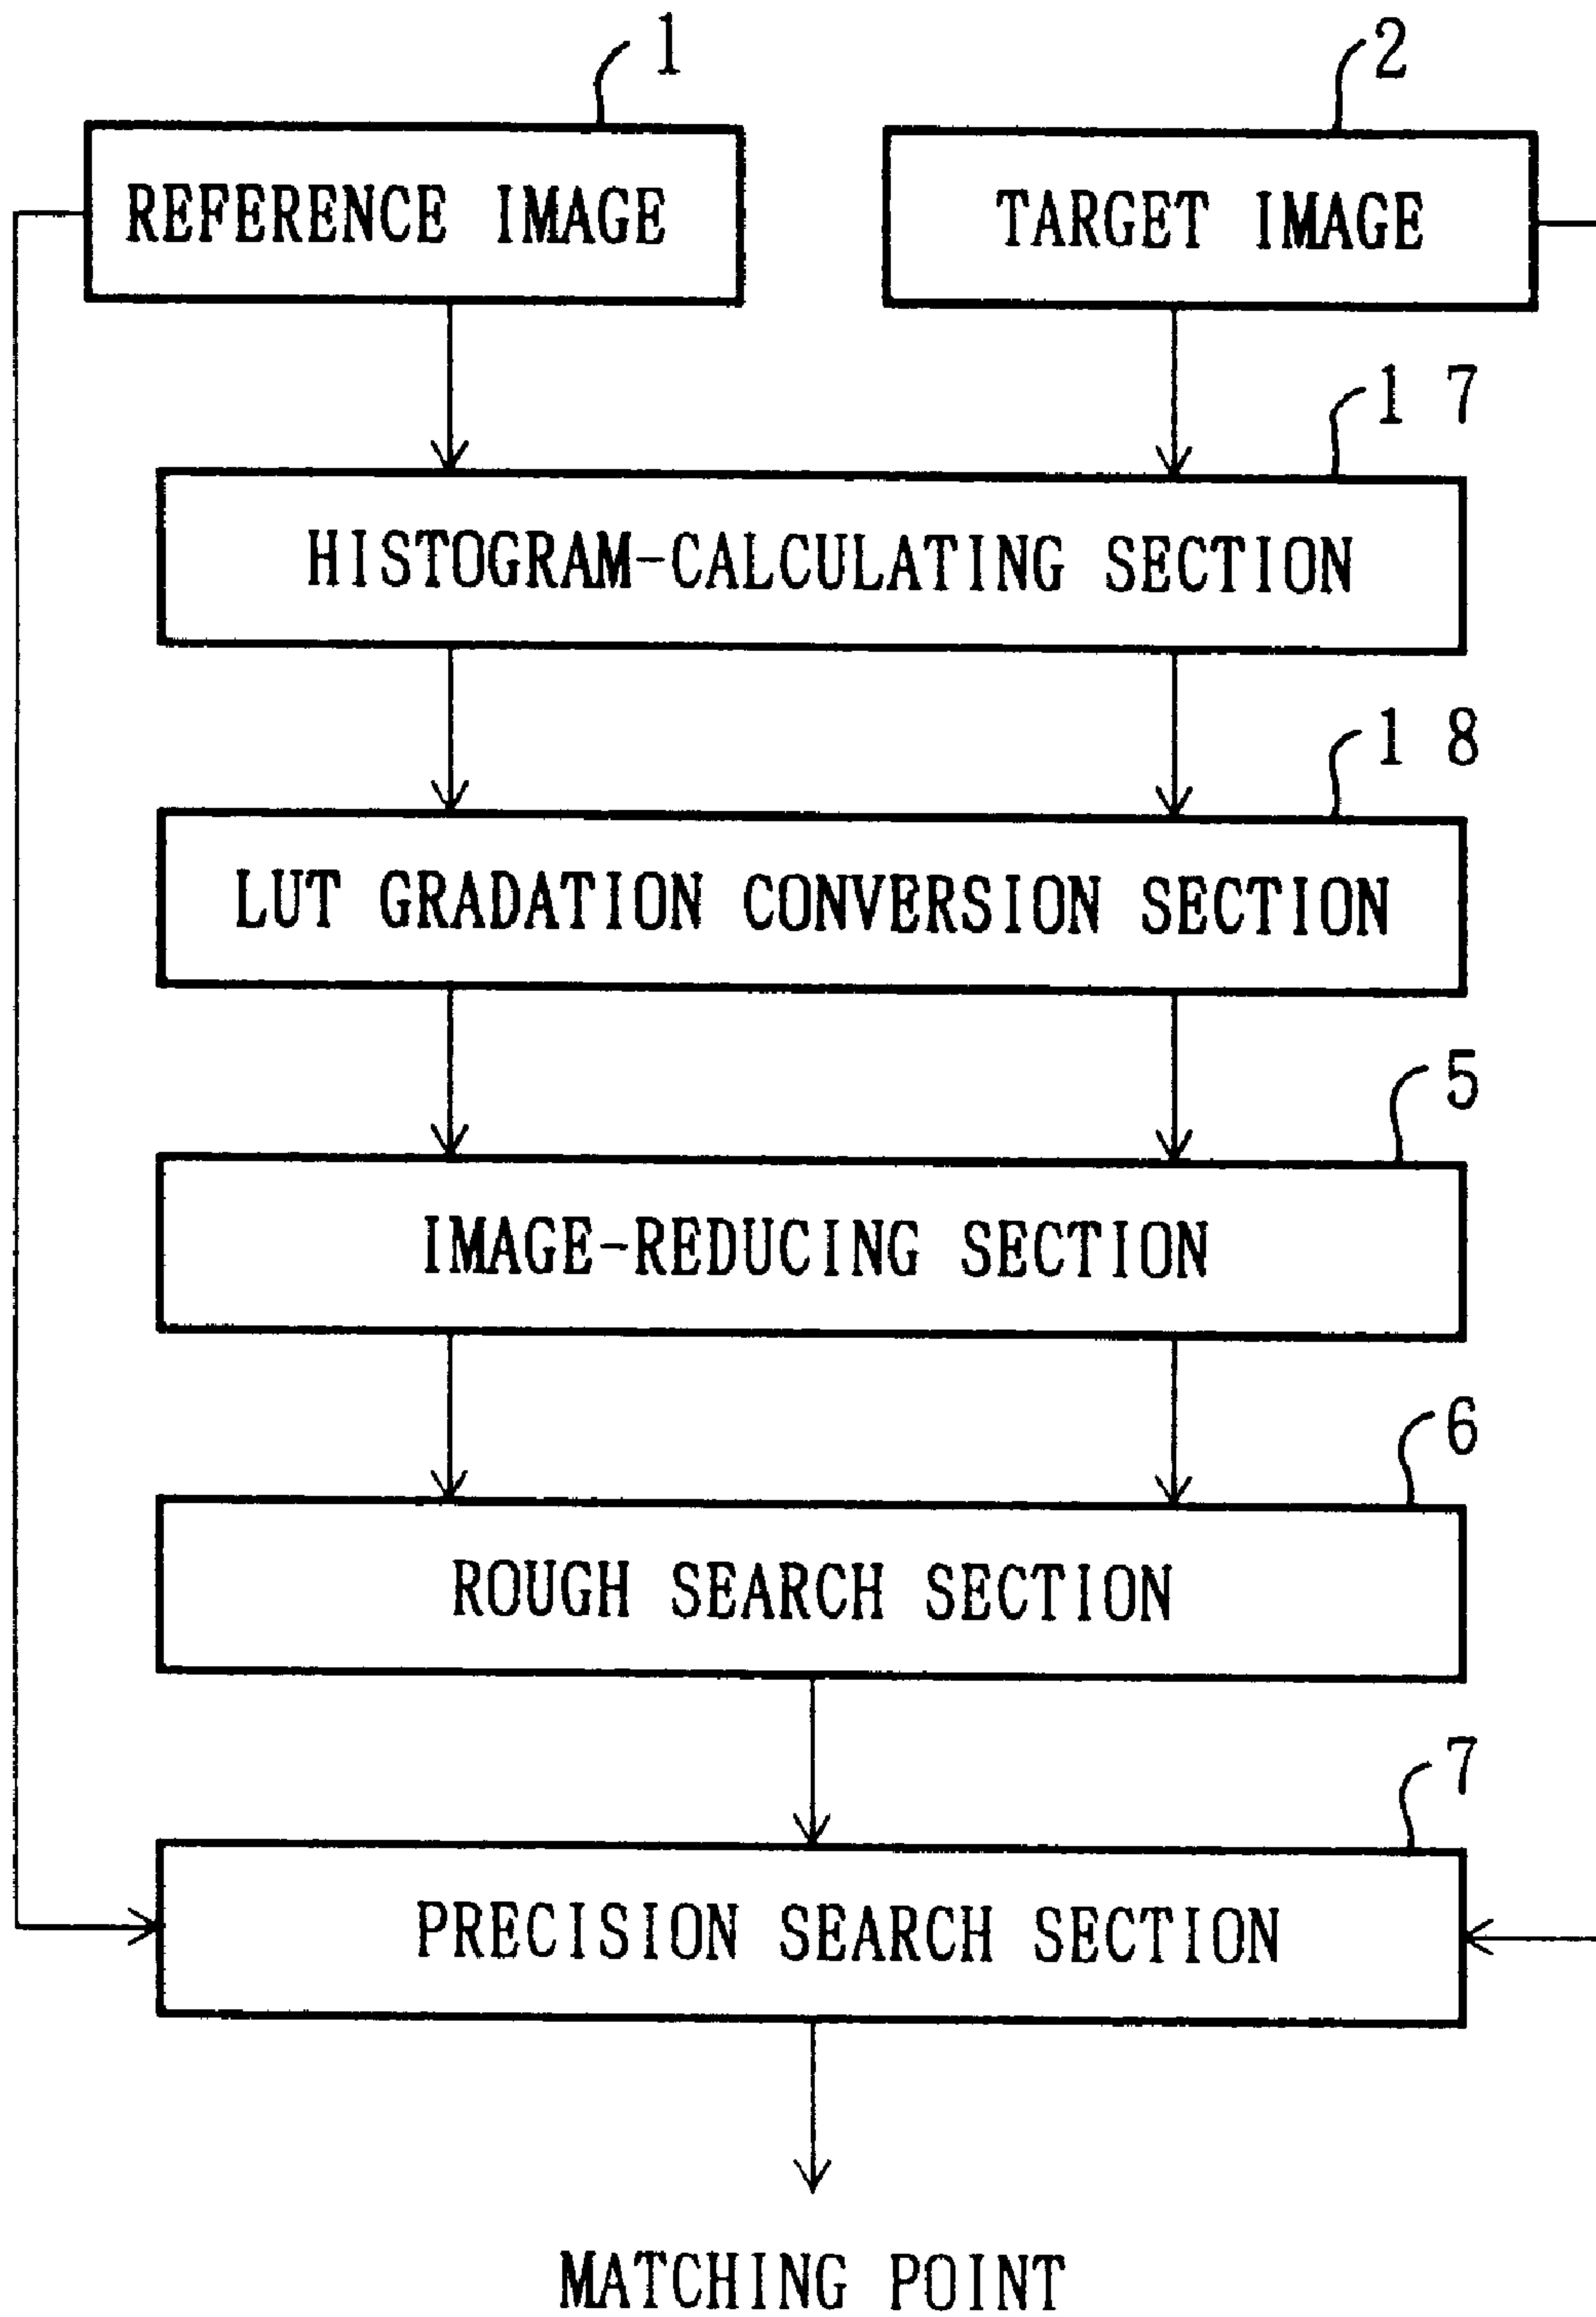 1
2
REFERENCE IMAGE
TARGET IMAGE
1 7
HISTOGRAM-CALCULATING SECTION
1 8
LUT GRADATION CONVERSION SECTION
5
IMAGE-REDUCING SECTION
6
ROUGH SEARCH SECTION
7
PRECISION SEARCH SECTION
MATCHING POINT